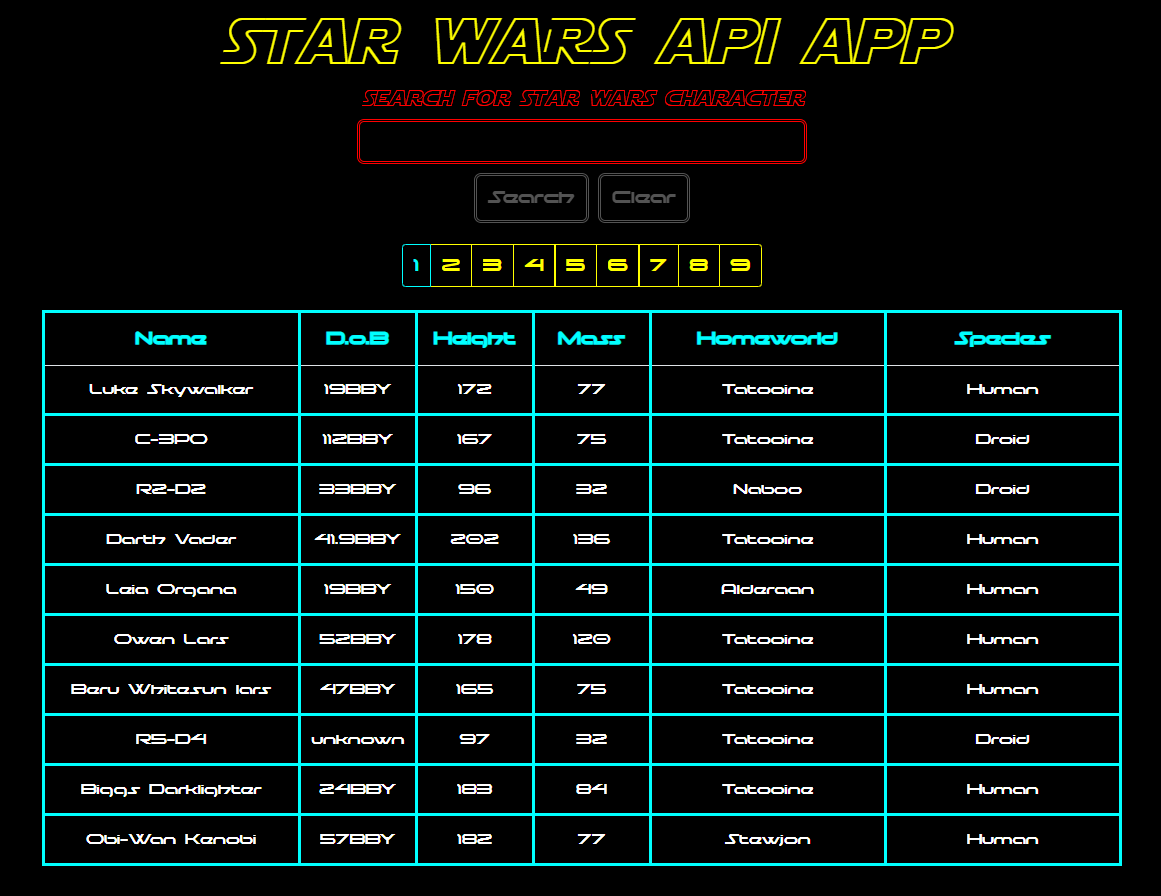 STAR WARS API APP
SEARCH FOR STAR WARS CHARACTER
Search Clear
1 2 3 4 5 6 7 8 9
Name D.o.B Height Mass Homeworld Species
Luke Skywalker 19BBY 172 77 Tatooine Human
C-3PO 112BBY 167 75 Tatooine Droid
R2-D2 33BBY 96 32 Naboo Droid
Darth Vader 41.9BBY 202 136 Tatooine Human
Leia Organa 19BBY 150 49 Alderaan Human
Owen Lars 52BBY 178 120 Tatooine Human
Beru Whitesun lars 47BBY 165 75 Tatooine Human
R5-D4 unknown 97 32 Tatooine Droid
Biggs Darklighter 24BBY 183 84 Tatooine Human
Obi-Wan Kenobi 57BBY 182 77 Stewjon Human